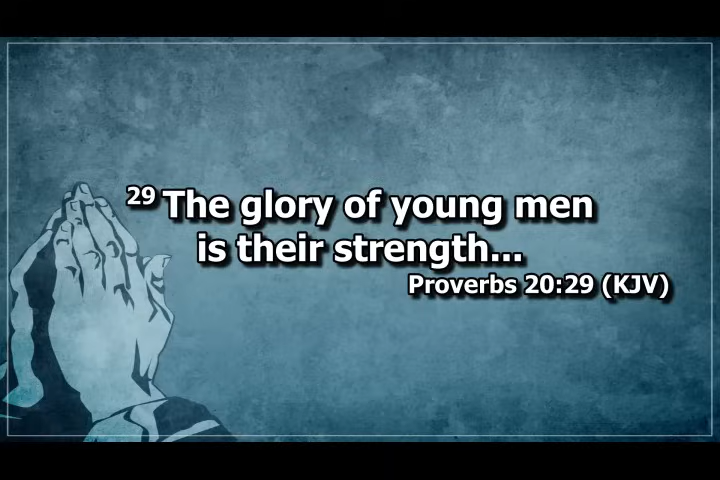 29 The glory of young men
is their strength...
Proverbs 20:29 (KJV)